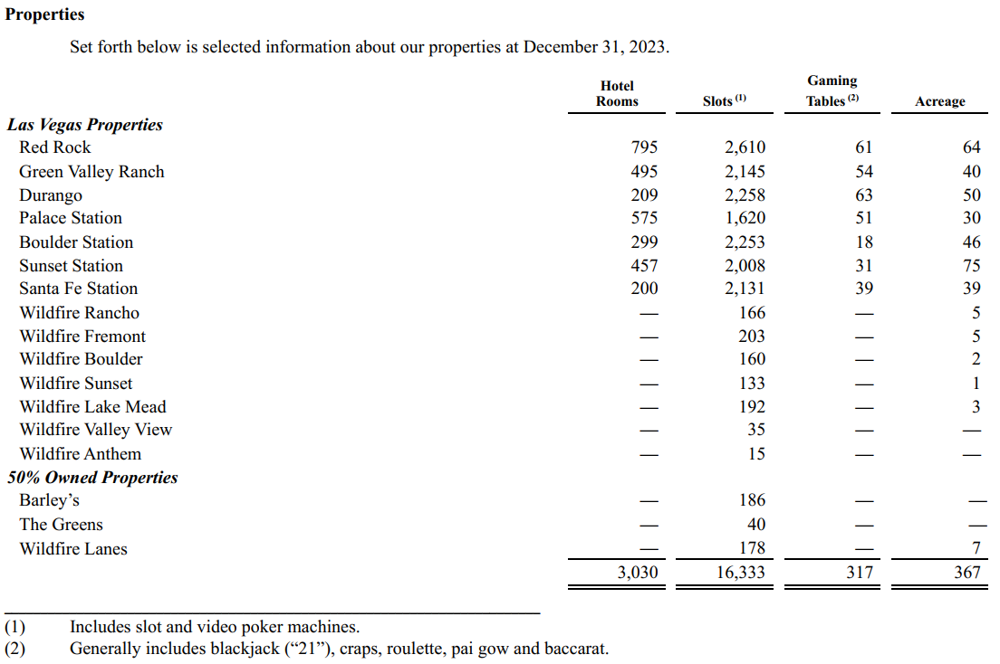 Properties
Set forth below is selected information about our properties at December 31, 2023.
Hotel Rooms Slots (1) Gaming Tables (2) Acreage
Las Vegas Properties
Red Rock 795 2,610 61 64
Green Valley Ranch 495 2,145 54 40
Durango 209 2,258 63 50
Palace Station 575 1,620 51 30
Boulder Station 299 2,253 18 46
Sunset Station 457 2,008 31 75
Santa Fe Station 200 2,131 39 39
Wildfire Rancho — 166 — 5
Wildfire Fremont — 203 — 5
Wildfire Boulder — 160 — 2
Wildfire Sunset — 133 — 1
Wildfire Lake Mead — 192 — 3
Wildfire Valley View — 35 — —
Wildfire Anthem — 15 — —
50% Owned Properties
Barley’s — 186 — —
The Greens — 40 — —
Wildfire Lanes — 178 — 7
3,030 16,333 317 367
(1) Includes slot and video poker machines.
(2) Generally includes blackjack (“21”), craps, roulette, pai gow and baccarat.